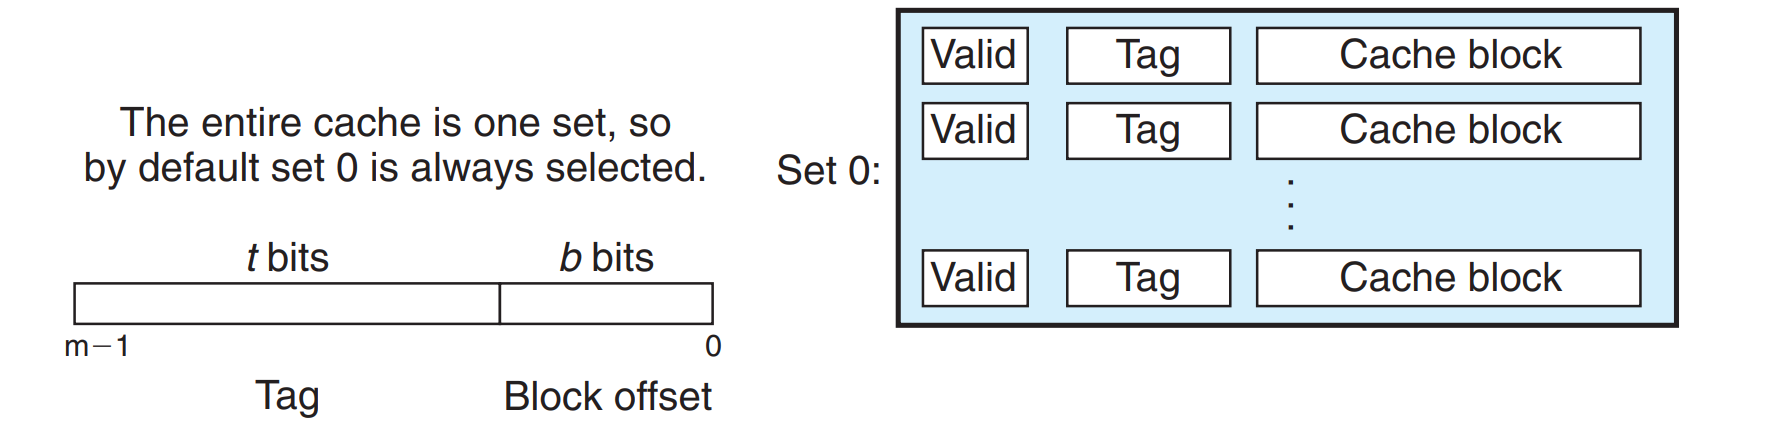 The entire cache is one set, so
by default set 0 is always selected.
t bits b bits
m−1 0
Tag Block offset
Set 0:
Valid Tag Cache block
Valid Tag Cache block
⋮
Valid Tag Cache block